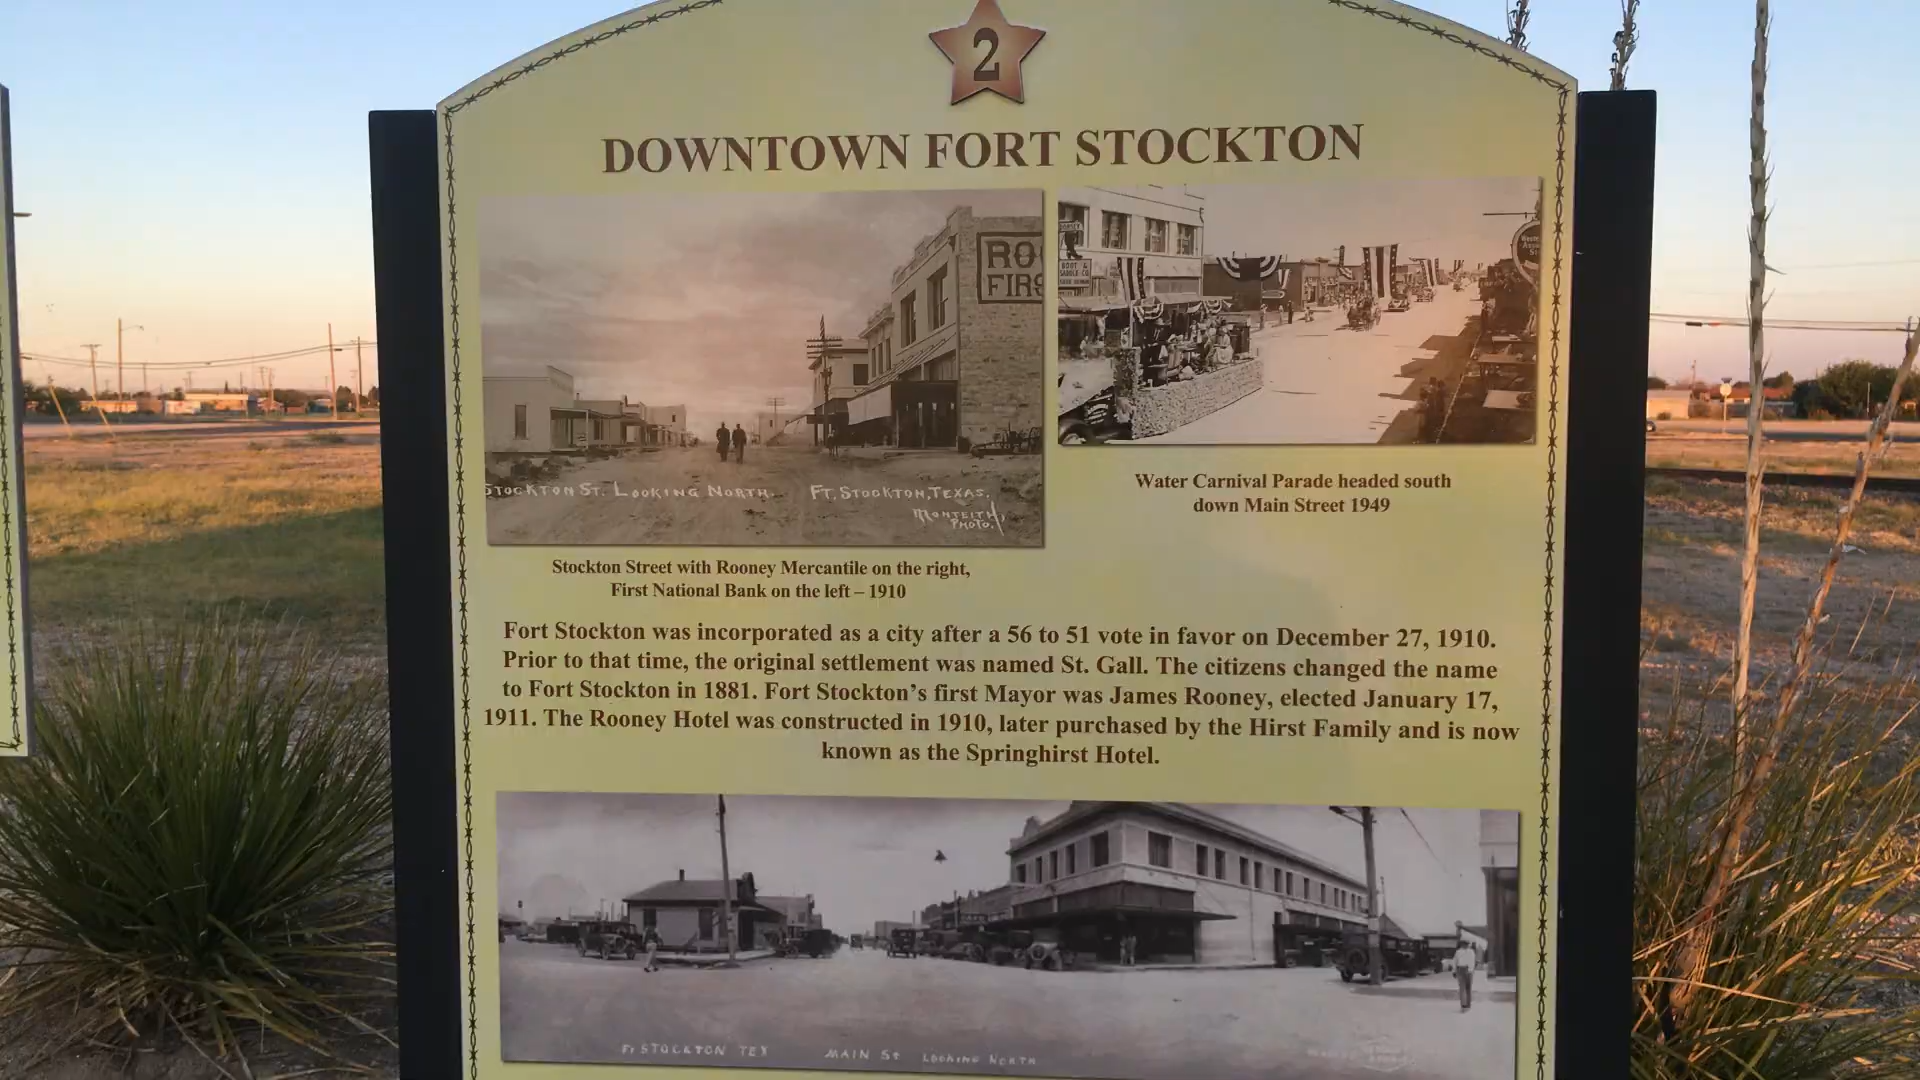 2
DOWNTOWN FORT STOCKTON
ROO
FIRS
STOCKTON ST. LOOKING NORTH. FT. STOCKTON, TEXAS.
MONTEITH
PHOTO.
BOOT &
SADDLE CO.
Stockton Street with Rooney Mercantile on the right,
First National Bank on the left – 1910
Water Carnival Parade headed south
down Main Street 1949
Fort Stockton was incorporated as a city after a 56 to 51 vote in favor on December 27, 1910.
Prior to that time, the original settlement was named St. Gall. The citizens changed the name
to Fort Stockton in 1881. Fort Stockton’s first Mayor was James Rooney, elected January 17,
1911. The Rooney Hotel was constructed in 1910, later purchased by the Hirst Family and is now
known as the Springhirst Hotel.
FT STOCKTON TEX MAIN ST LOOKING NORTH